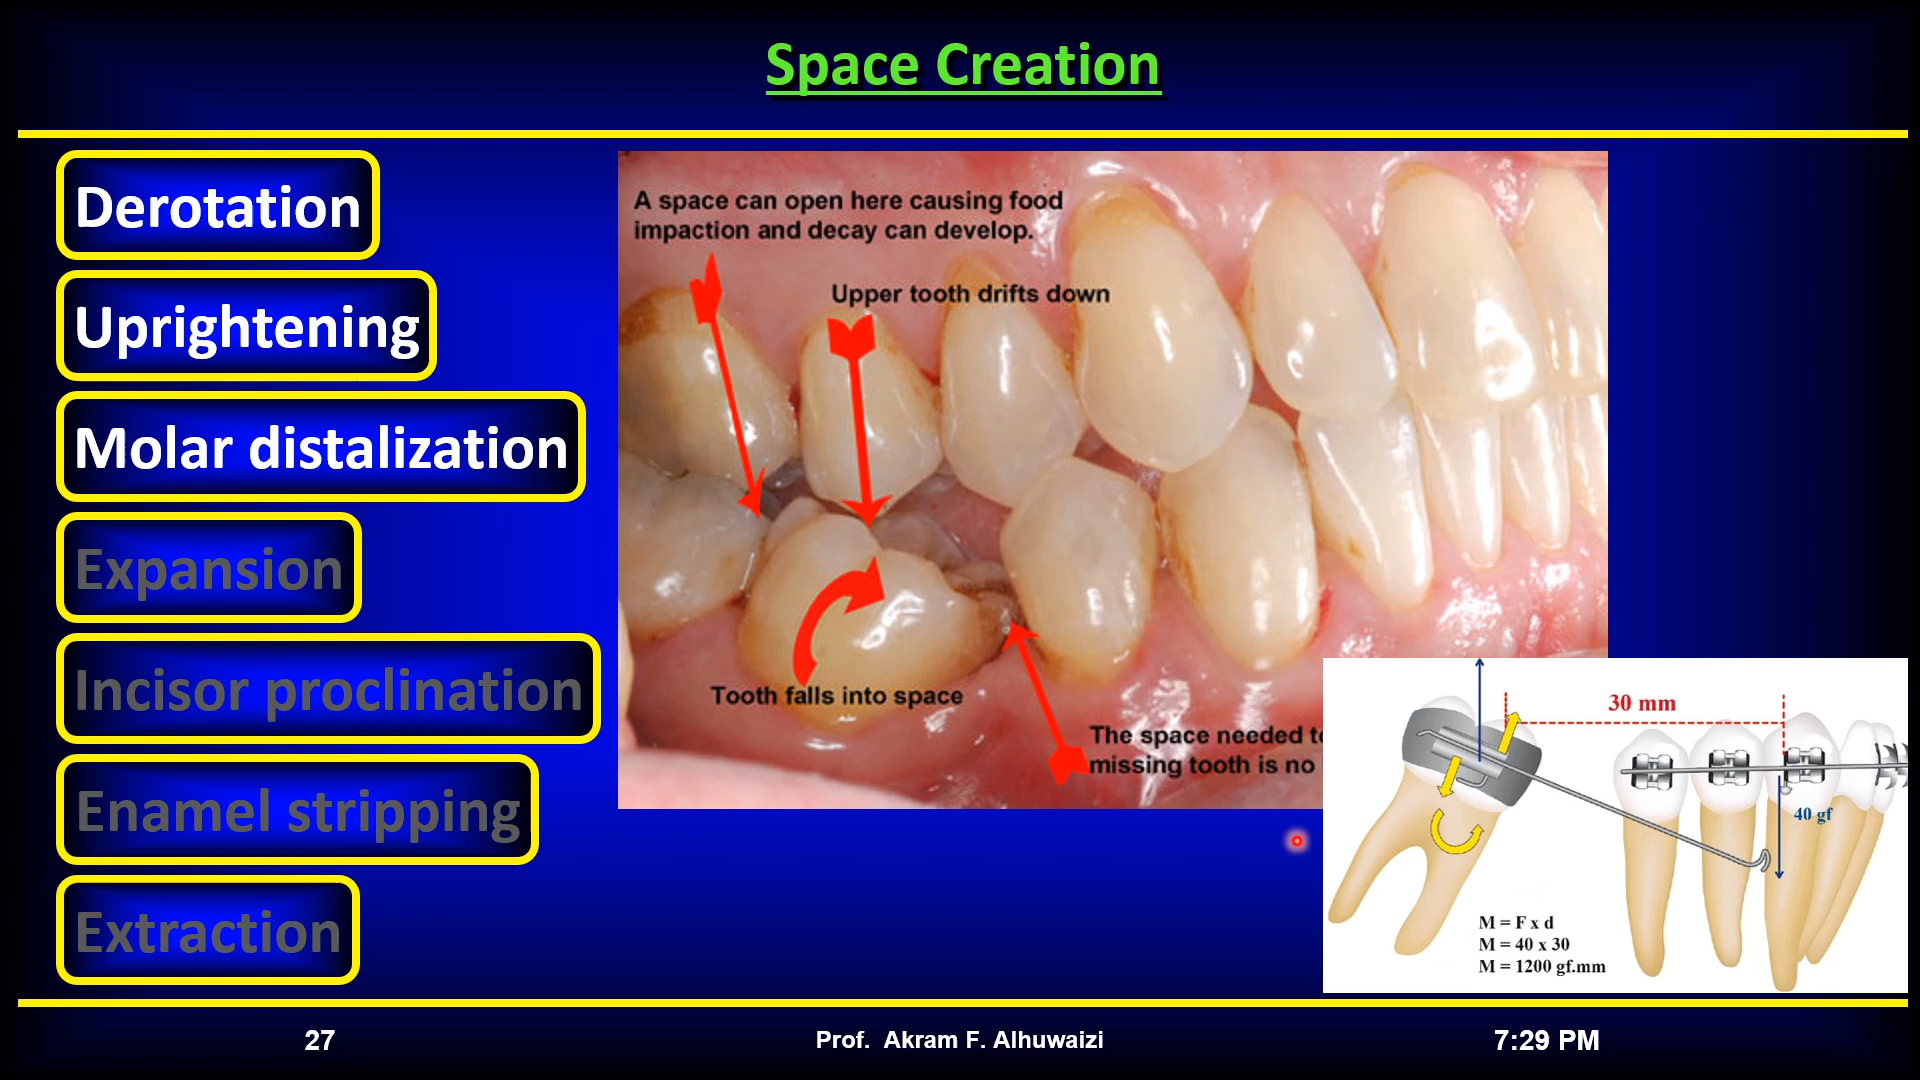 Space Creation
Derotation
Uprightening
Molar distalization
Expansion
Incisor proclination
Enamel stripping
Extraction
A space can open here causing food
impaction and decay can develop.
Upper tooth drifts down
Tooth falls into space
The space needed
missing tooth is no
30 mm
40 gf
M = F x d
M = 40 x 30
M = 1200 gf.mm
27
Prof. Akram F. Alhuwaizi
7:29 PM